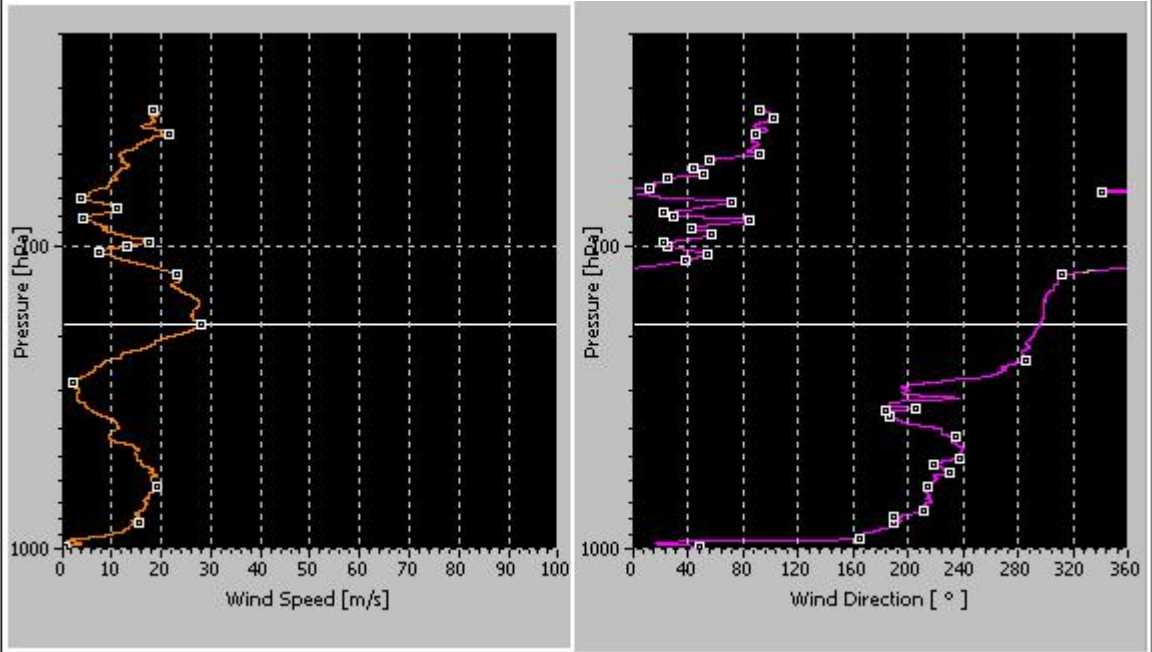 Pressure [hPa]
100
1000
0 10 20 30 40 50 60 70 80 90 100
Wind Speed [m/s]
Pressure [hPa]
100
1000
0 40 80 120 160 200 240 280 320 360
Wind Direction [ ° ]